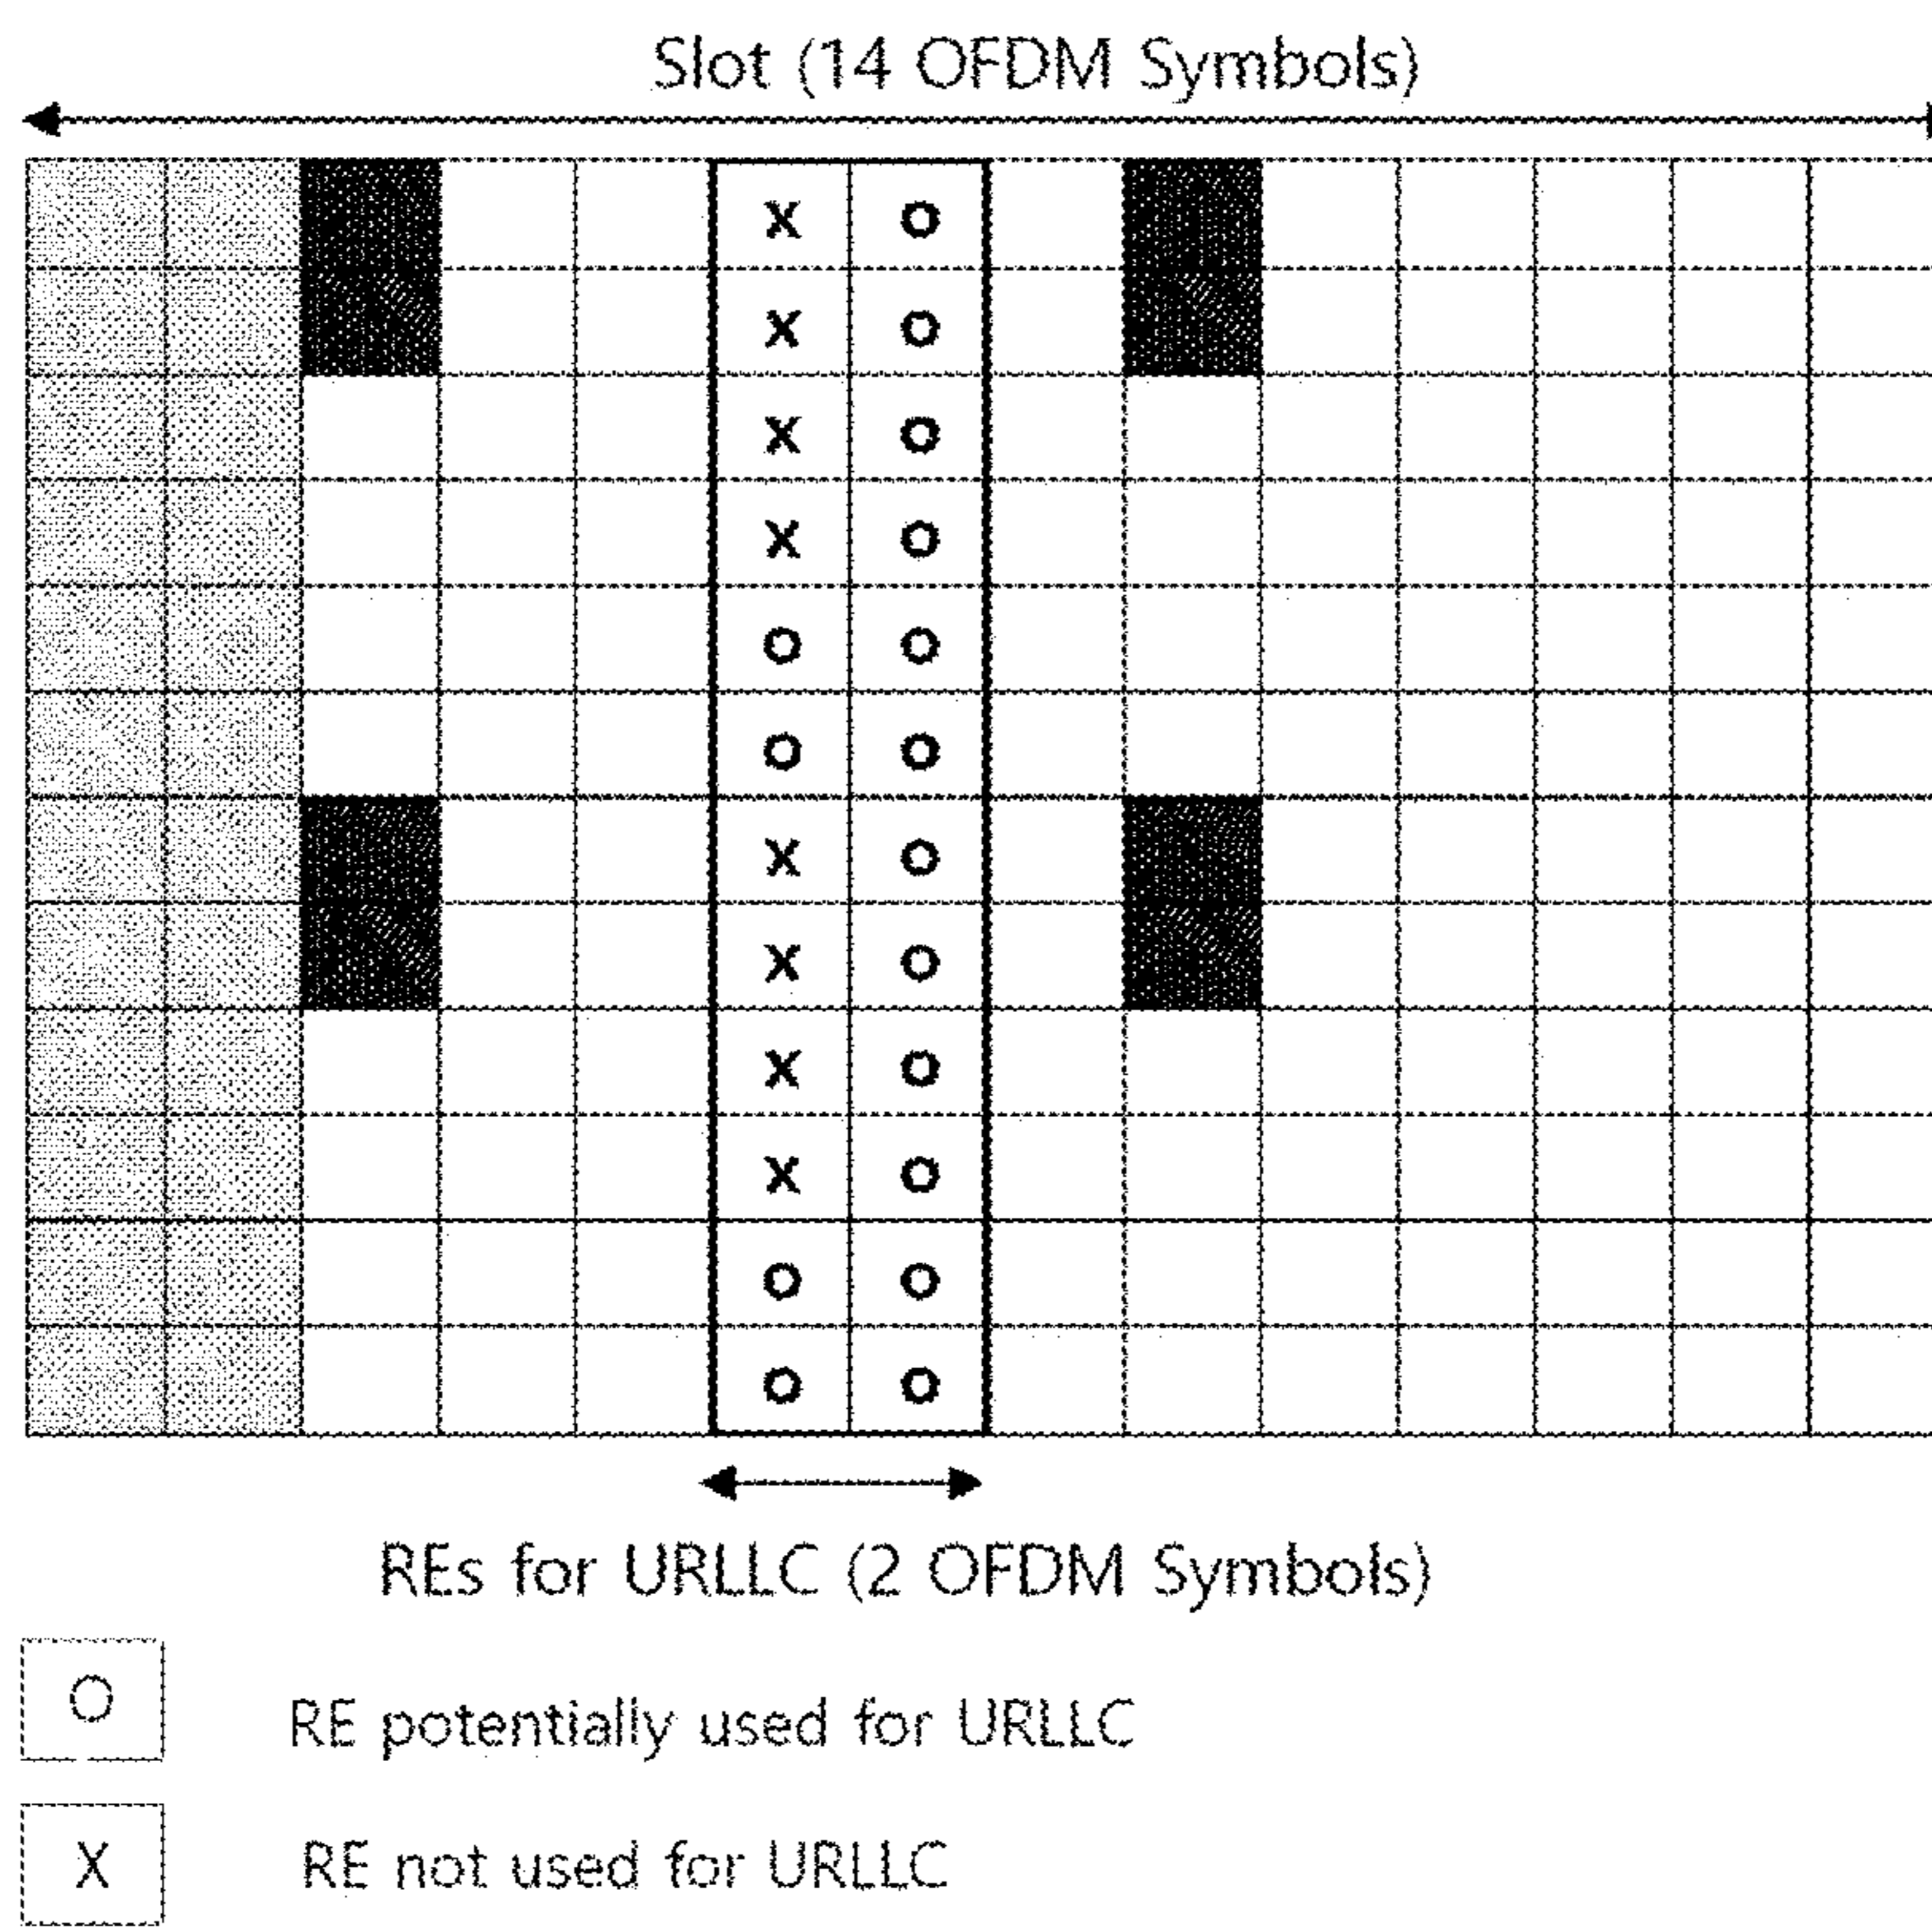 Slot (14 OFDM Symbols)
X O
X O
X O
X O
O O
O O
X O
X O
X O
X O
O O
O O
REs for URLLC (2 OFDM Symbols)
O RE potentially used for URLLC
X RE not used for URLLC